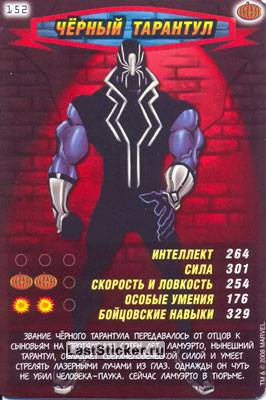 152
ЧЁРНЫЙ ТАРАНТУЛ
ИНТЕЛЛЕКТ 264
СИЛА 301
СКОРОСТЬ И ЛОВКОСТЬ 254
ОСОБЫЕ УМЕНИЯ 176
БОЙЦОВСКИЕ НАВЫКИ 329
ЗВАНИЕ ЧЁРНОГО ТАРАНТУЛА ПЕРЕДАВАЛОСЬ ОТ ОТЦОВ К
СЫНОВЬЯМ НА ЛАМУЭРТО, НЫНЕШНИЙ
ТАРАНТУЛ, СИЛОЙ И УМЕЕТ
СТРЕЛЯТЬ ЛАЗЕРНЫМИ ЛУЧАМИ ИЗ ГЛАЗ. ОДНАЖДЫ ОН ЧУТЬ
НЕ УБИЛ ЧЕЛОВЕКА-ПАУКА. СЕЙЧАС ЛАМУЭРТО В ТЮРЬМЕ.
LastSticker.com
TM & © 2008 MARVEL